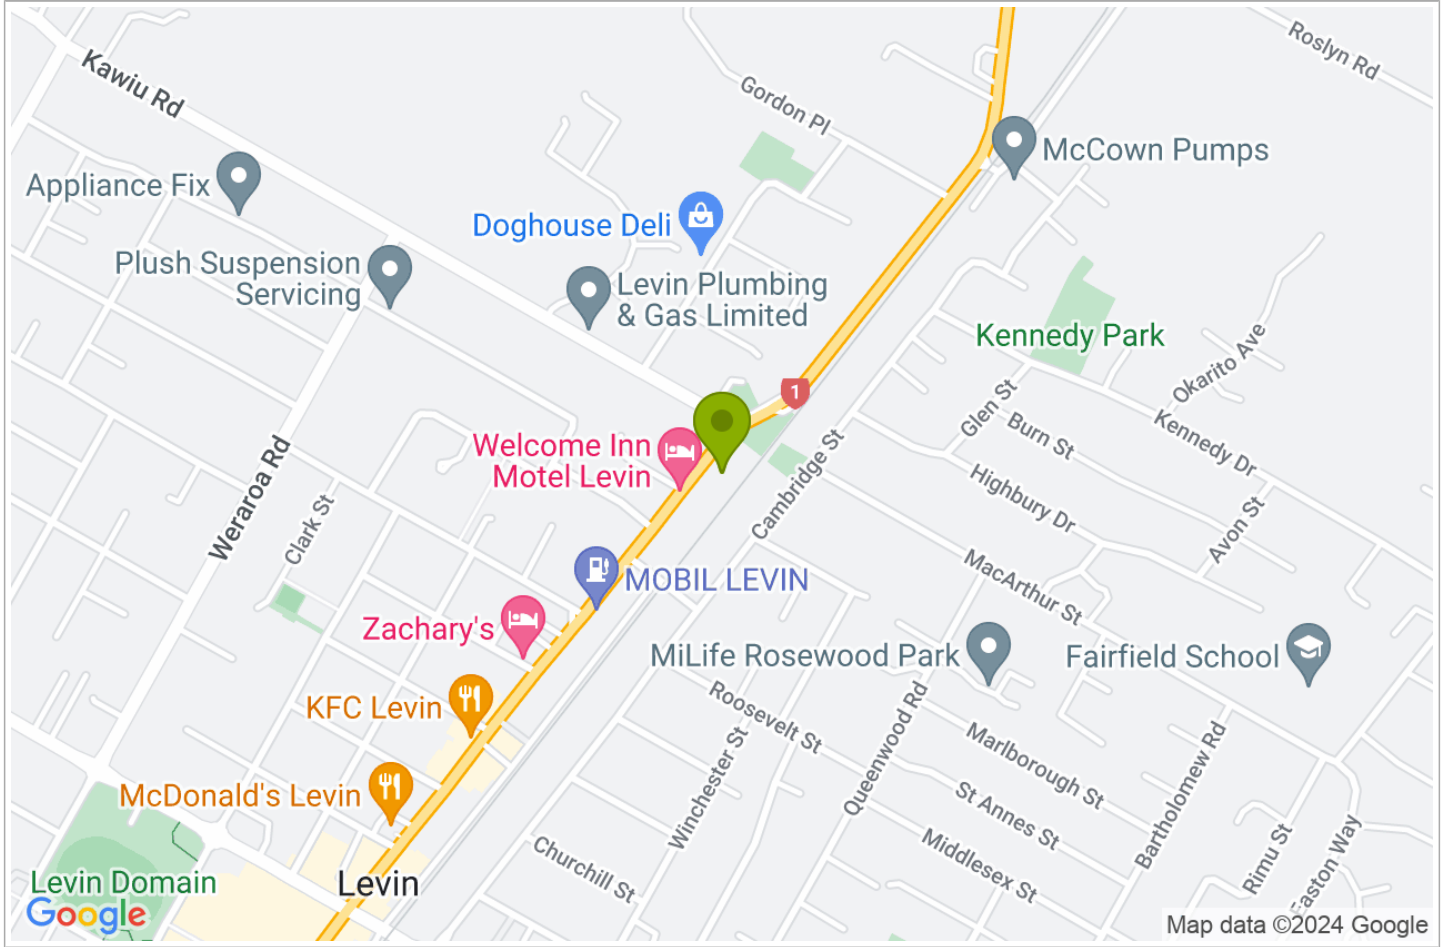 Roslyn Rd
Kawiu Rd
Gordon Pl
McCown Pumps
Appliance Fix
Doghouse Deli
Plush Suspension
Servicing
Levin Plumbing
& Gas Limited
Kennedy Park
Okarito Ave
1
Glen St
Burn St
Kennedy Dr
Welcome Inn
Motel Levin
Weraroa Rd
Clark St
Cambridge St
Highbury Dr
Avon St
MOBIL LEVIN
MacArthur St
Zachary's
MiLife Rosewood Park
Fairfield School
KFC Levin
Roosevelt St
Winchester St
Queenwood Rd
Marlborough St
Bartholomew Rd
McDonald's Levin
St Annes St
Middlesex St
Rimu St
Easton Way
Churchill St
Levin Domain
Levin
Google
Map data ©2024 Google